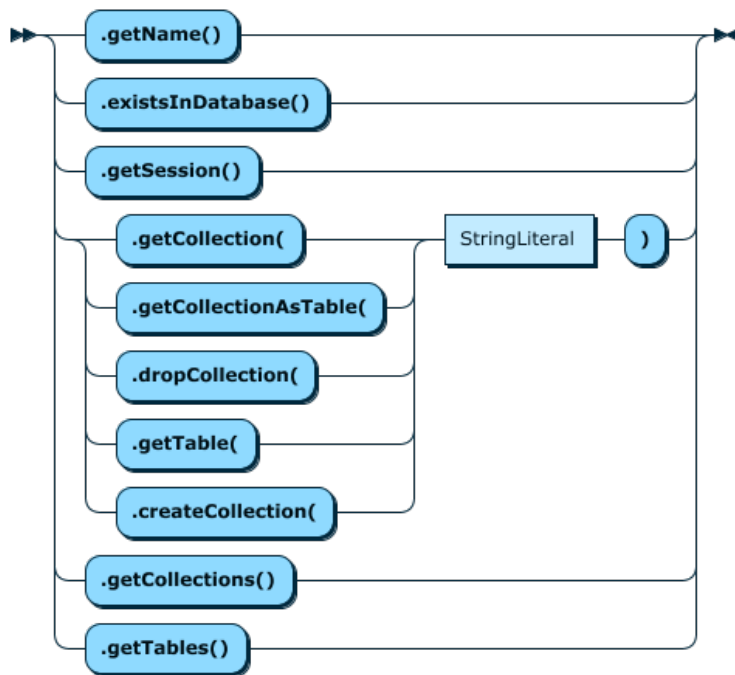 .getName()
.existsInDatabase()
.getSession()
.getCollection( StringLiteral )
.getCollectionAsTable(
.dropCollection(
.getTable(
.createCollection(
.getCollections()
.getTables()